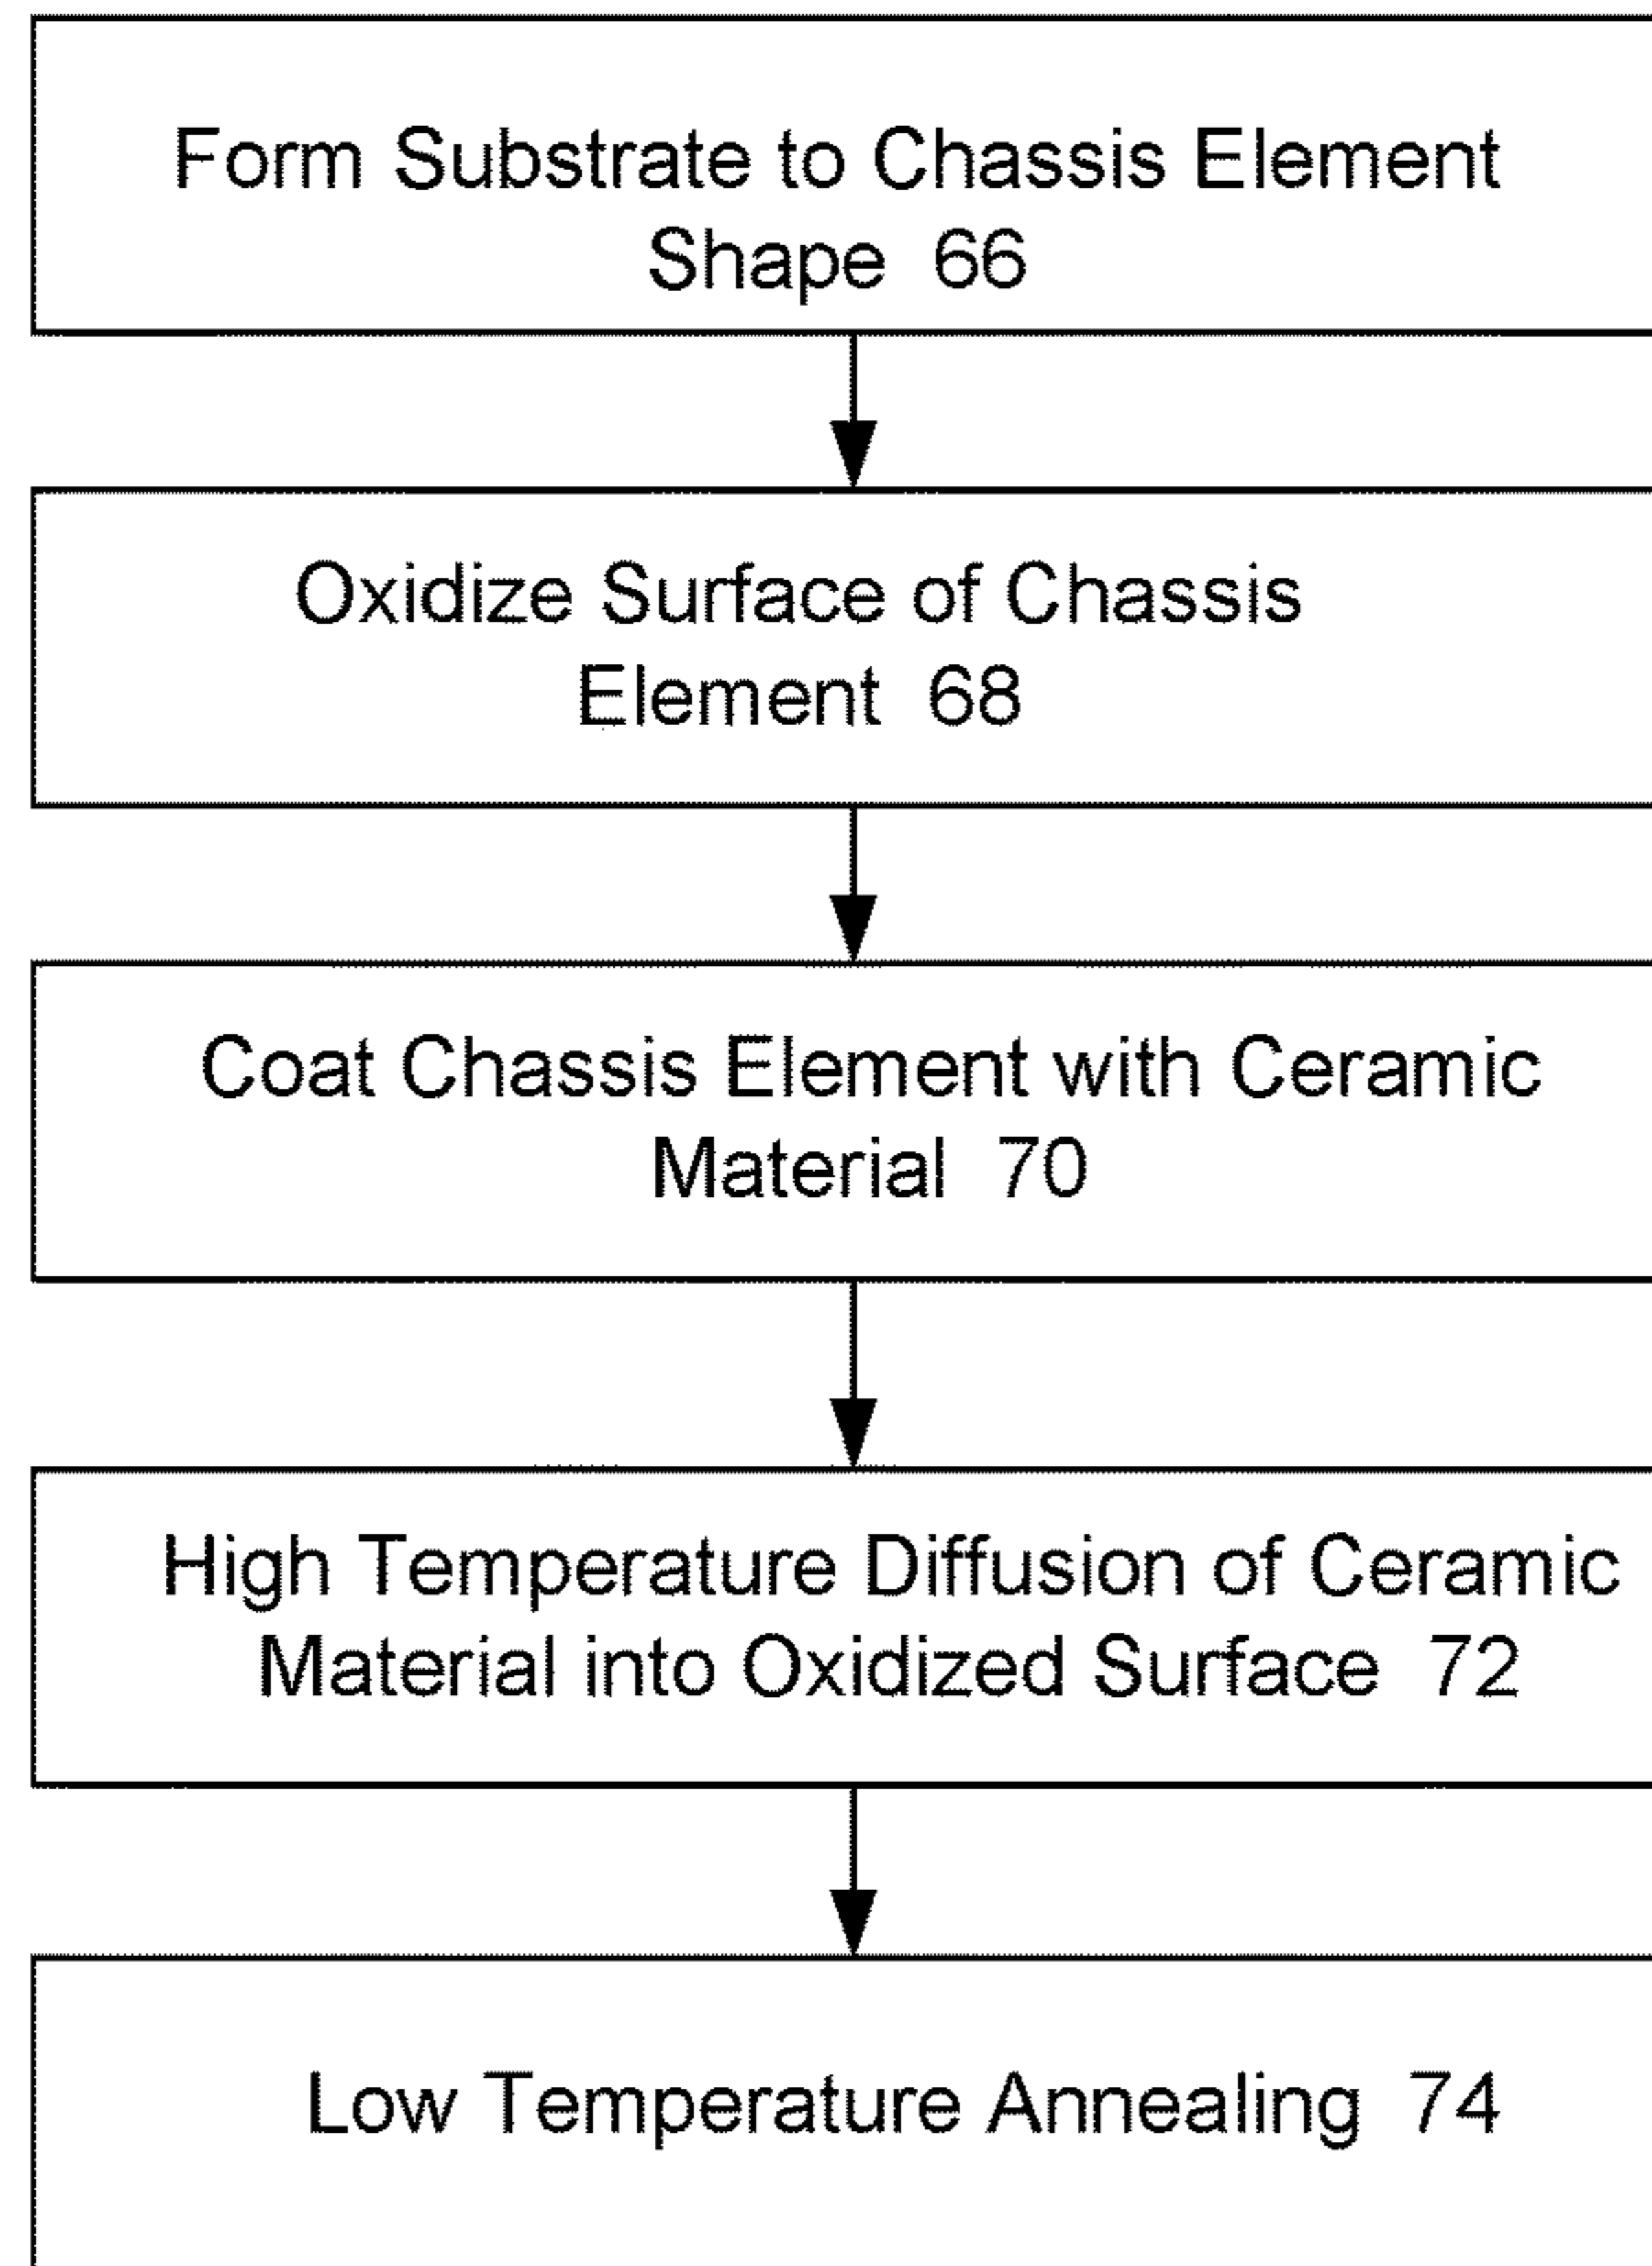 Form Substrate to Chassis Element
Shape 66
Oxidize Surface of Chassis
Element 68
Coat Chassis Element with Ceramic
Material 70
High Temperature Diffusion of Ceramic
Material into Oxidized Surface 72
Low Temperature Annealing 74